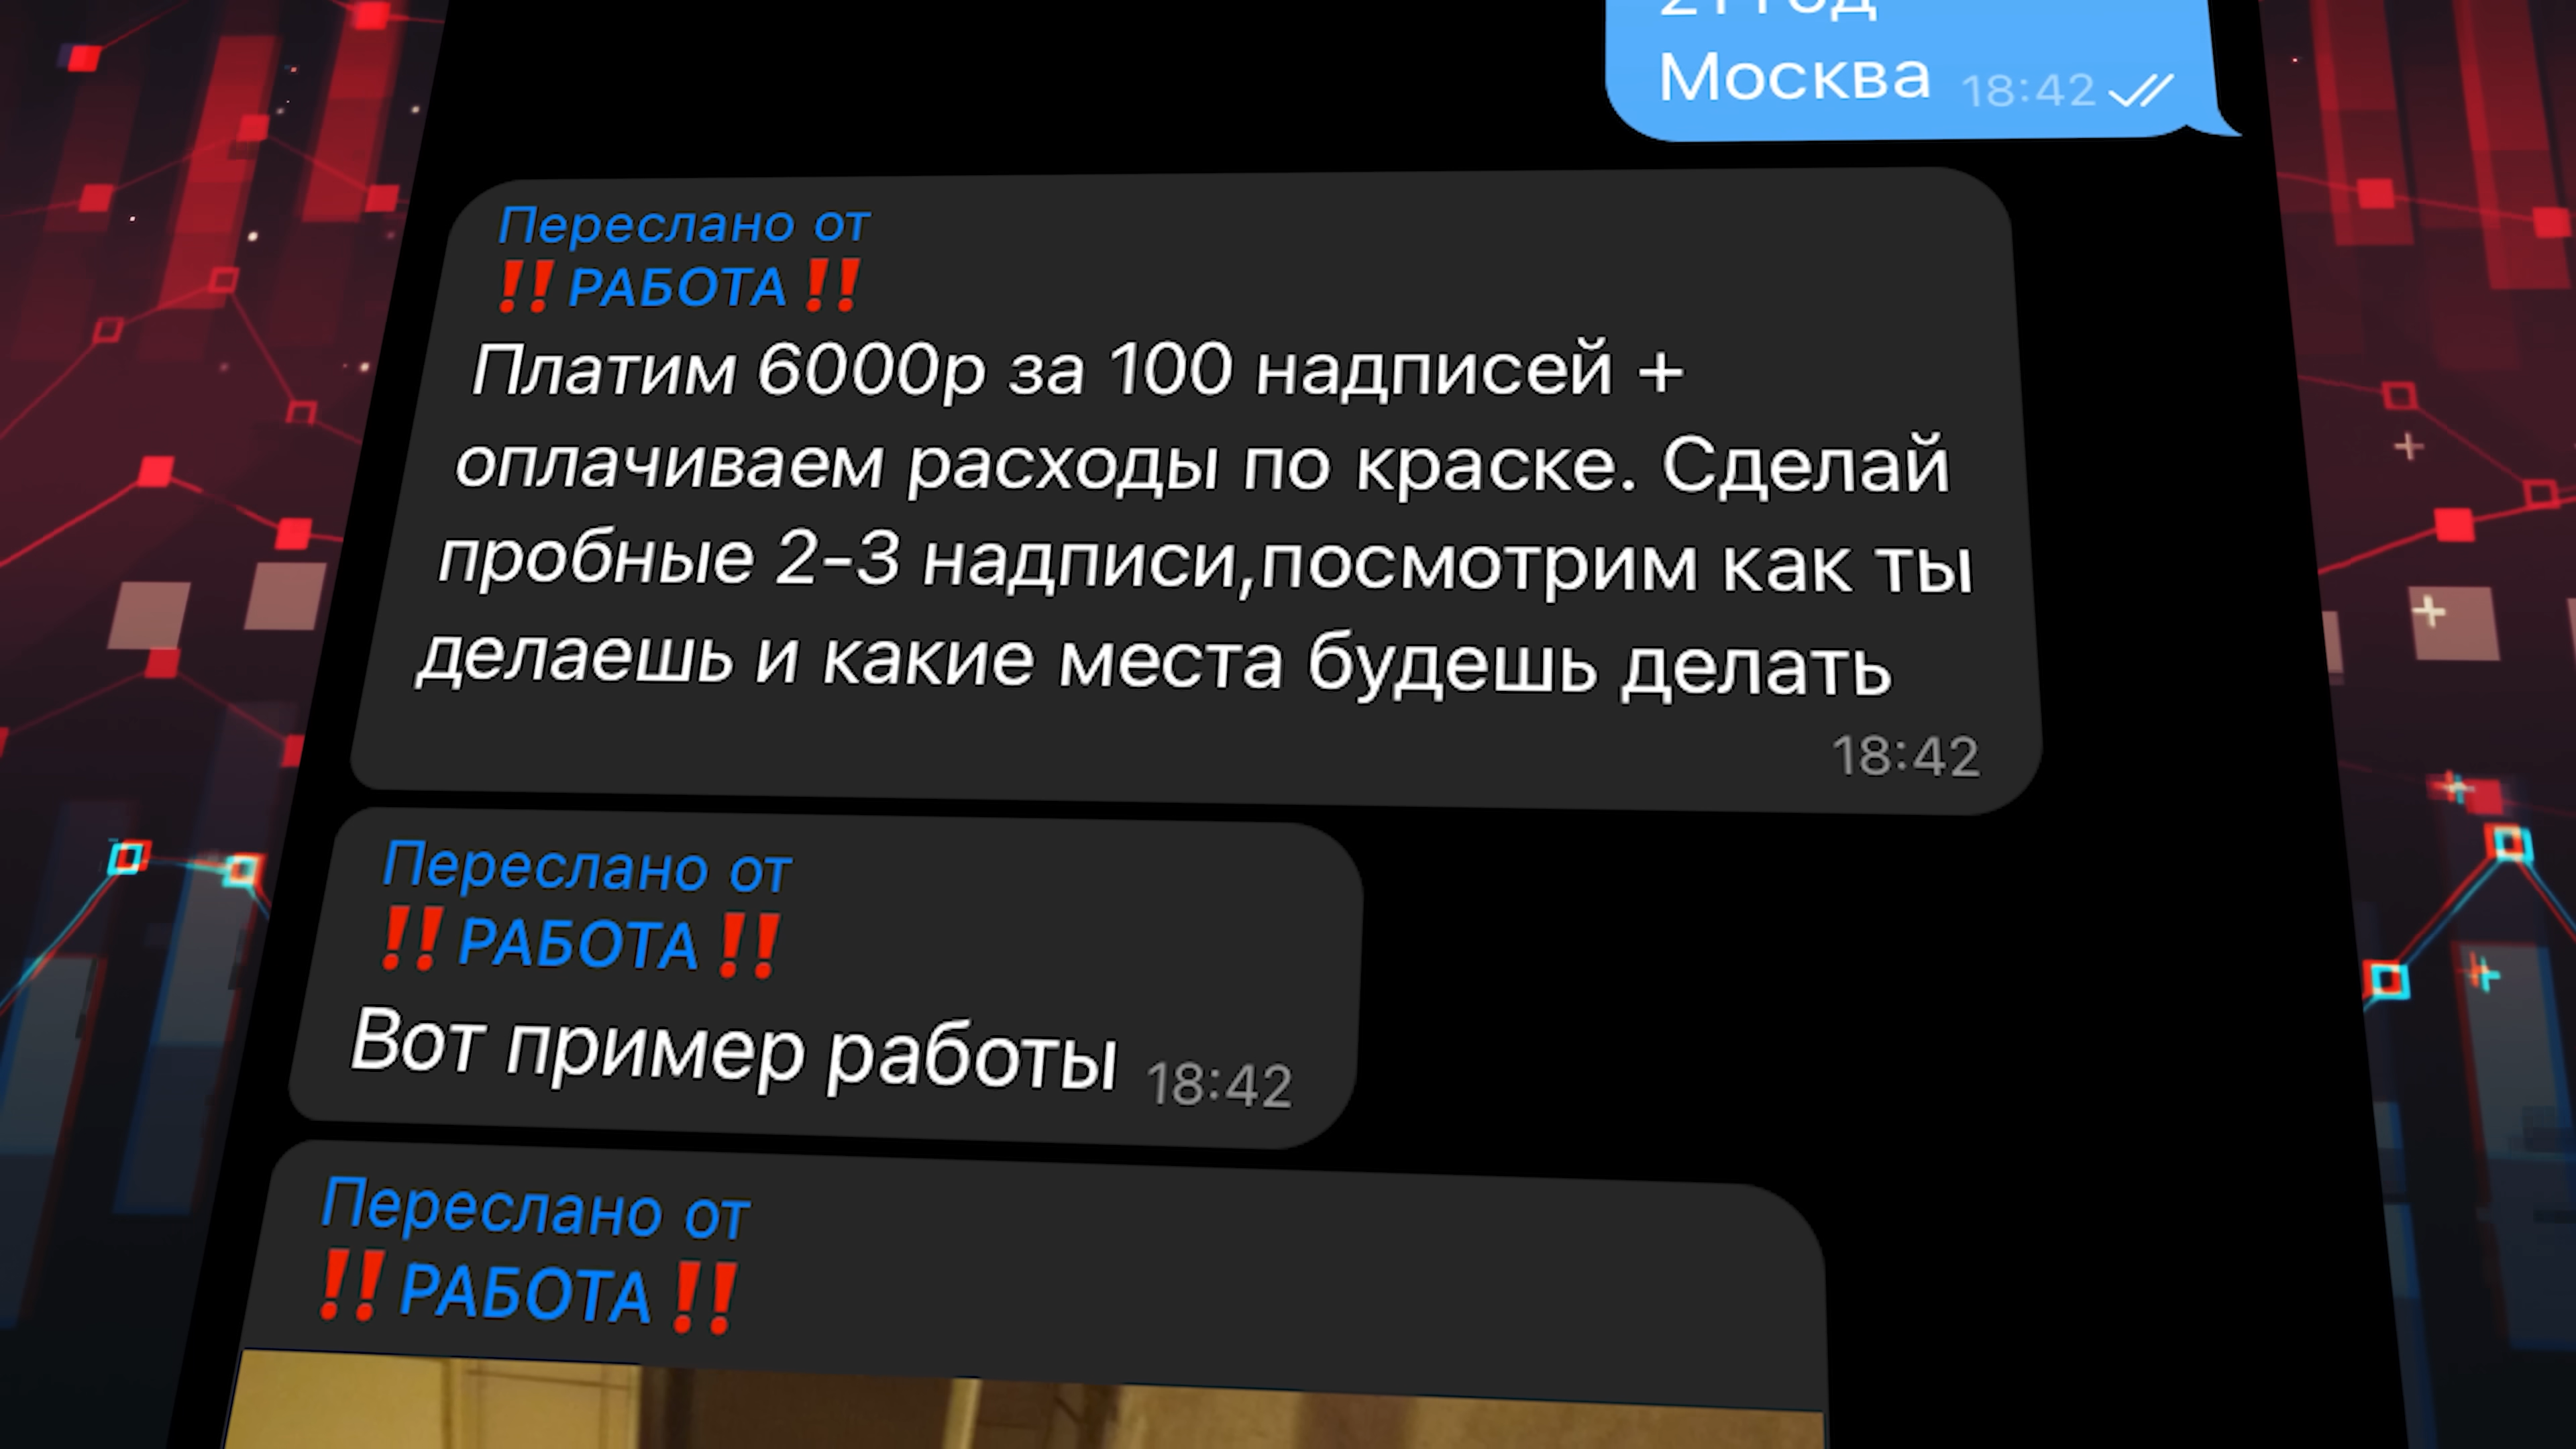 21 год
Москва 18:42
Переслано от
‼ РАБОТА ‼
Платим 6000р за 100 надписей +
оплачиваем расходы по краске. Сделай
пробные 2-3 надписи,посмотрим как ты
делаешь и какие места будешь делать
18:42
Переслано от
‼ РАБОТА ‼
Вот пример работы 18:42
Переслано от
‼ РАБОТА ‼